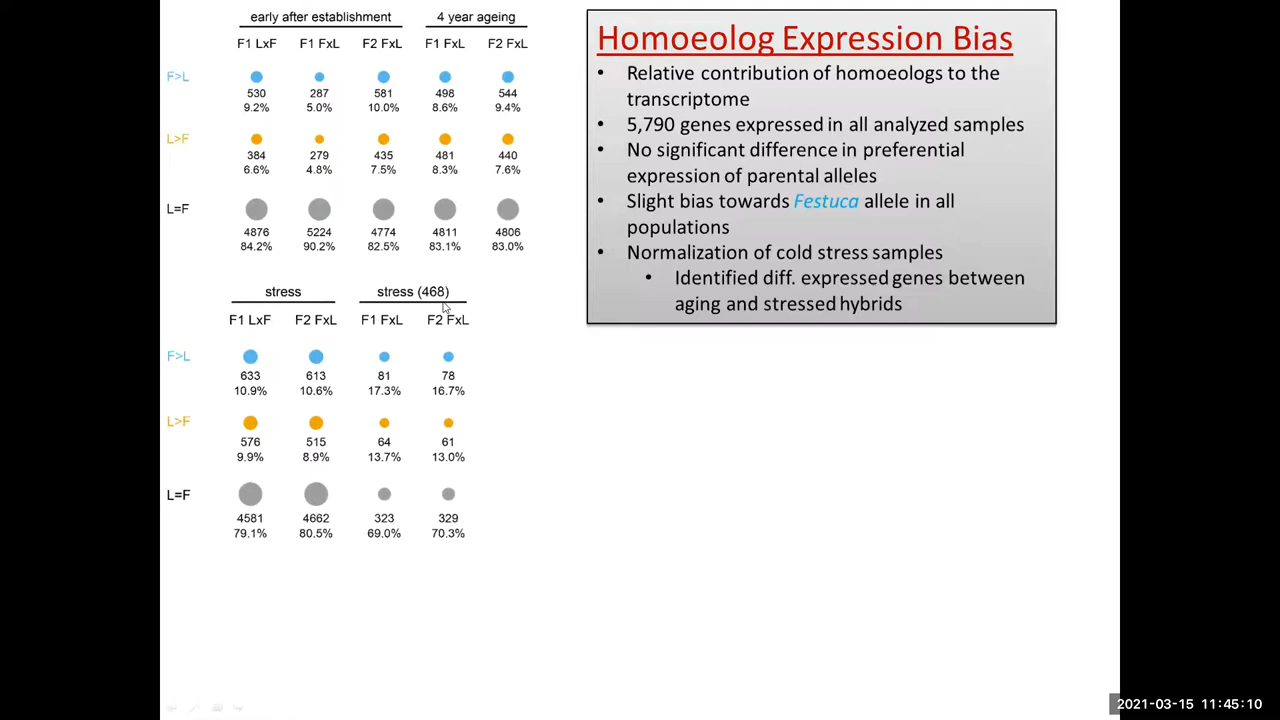 early after establishment 4 year ageing
F1 LxF F1 FxL F2 FxL F1 FxL F2 FxL
F>L
530 287 581 498 544
9.2% 5.0% 10.0% 8.6% 9.4%
L>F
384 279 435 481 440
6.6% 4.8% 7.5% 8.3% 7.6%
L=F
4876 5224 4774 4811 4806
84.2% 90.2% 82.5% 83.1% 83.0%
stress stress (468)
F1 LxF F2 FxL F1 FxL F2 FxL
F>L
633 613 81 78
10.9% 10.6% 17.3% 16.7%
L>F
576 515 64 61
9.9% 8.9% 13.7% 13.0%
L=F
4581 4662 323 329
79.1% 80.5% 69.0% 70.3%
Homoeolog Expression Bias
• Relative contribution of homoeologs to the
transcriptome
• 5,790 genes expressed in all analyzed samples
• No significant difference in preferential
expression of parental alleles
• Slight bias towards Festuca allele in all
populations
• Normalization of cold stress samples
• Identified diff. expressed genes between
aging and stressed hybrids
2021-03-15 11:45:10